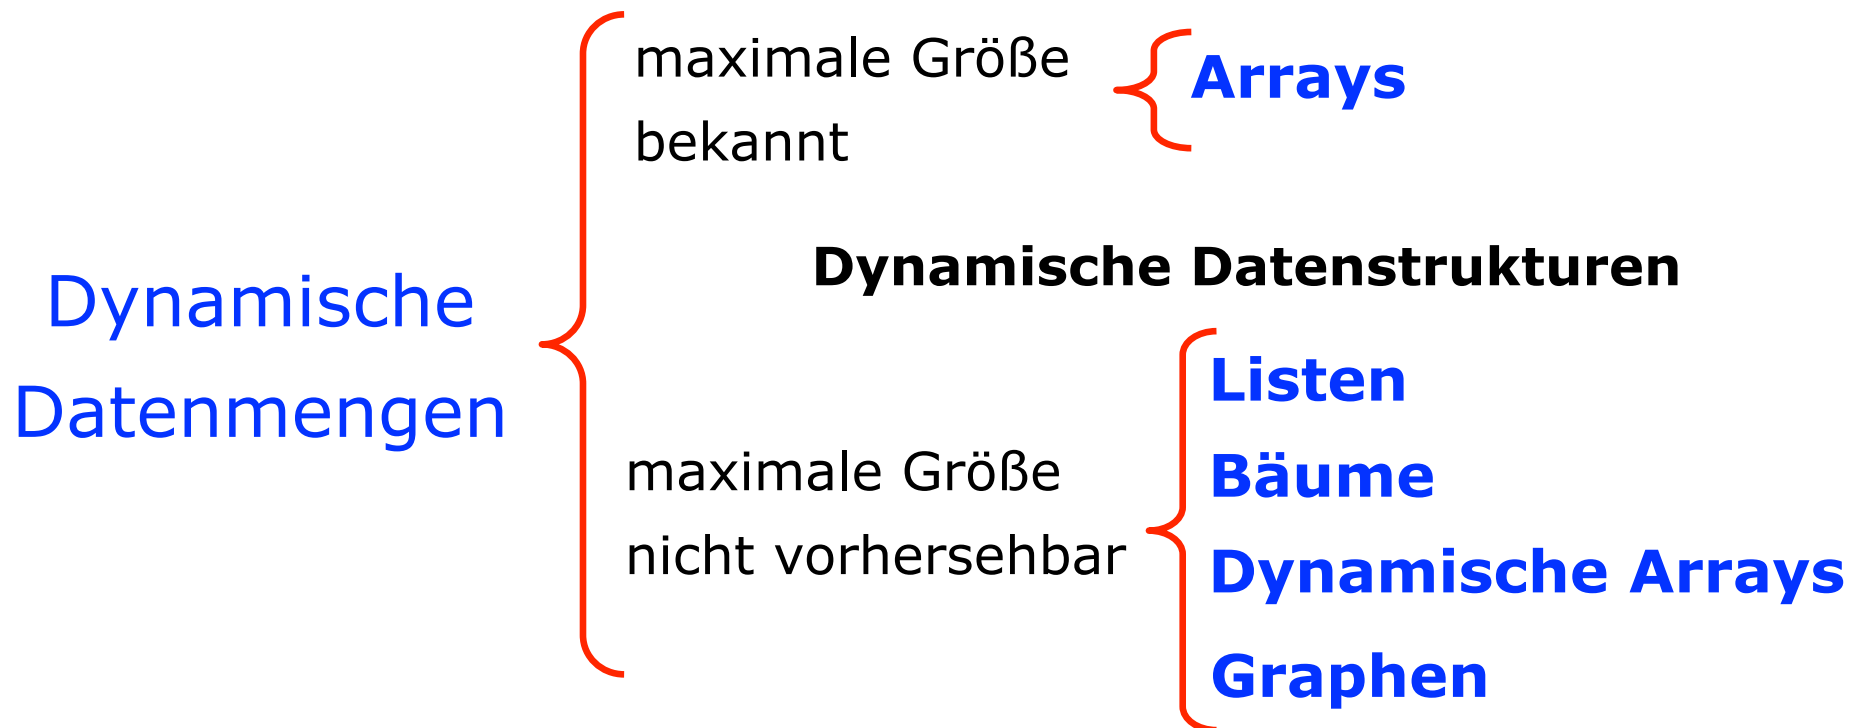 Dynamische
Datenmengen
maximale Größe
bekannt
Arrays
Dynamische Datenstrukturen
maximale Größe
nicht vorhersehbar
Listen
Bäume
Dynamische Arrays
Graphen